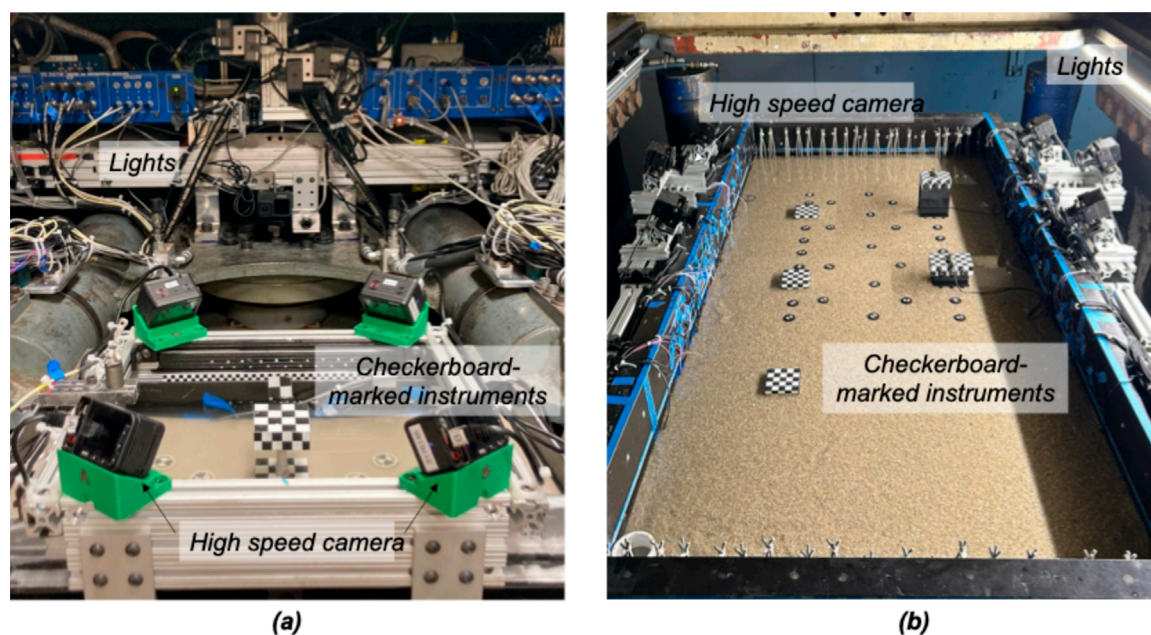 Lights
Checkerboard-
marked instruments
High speed camera
(a)
Lights
High speed camera
Checkerboard-
marked instruments
(b)